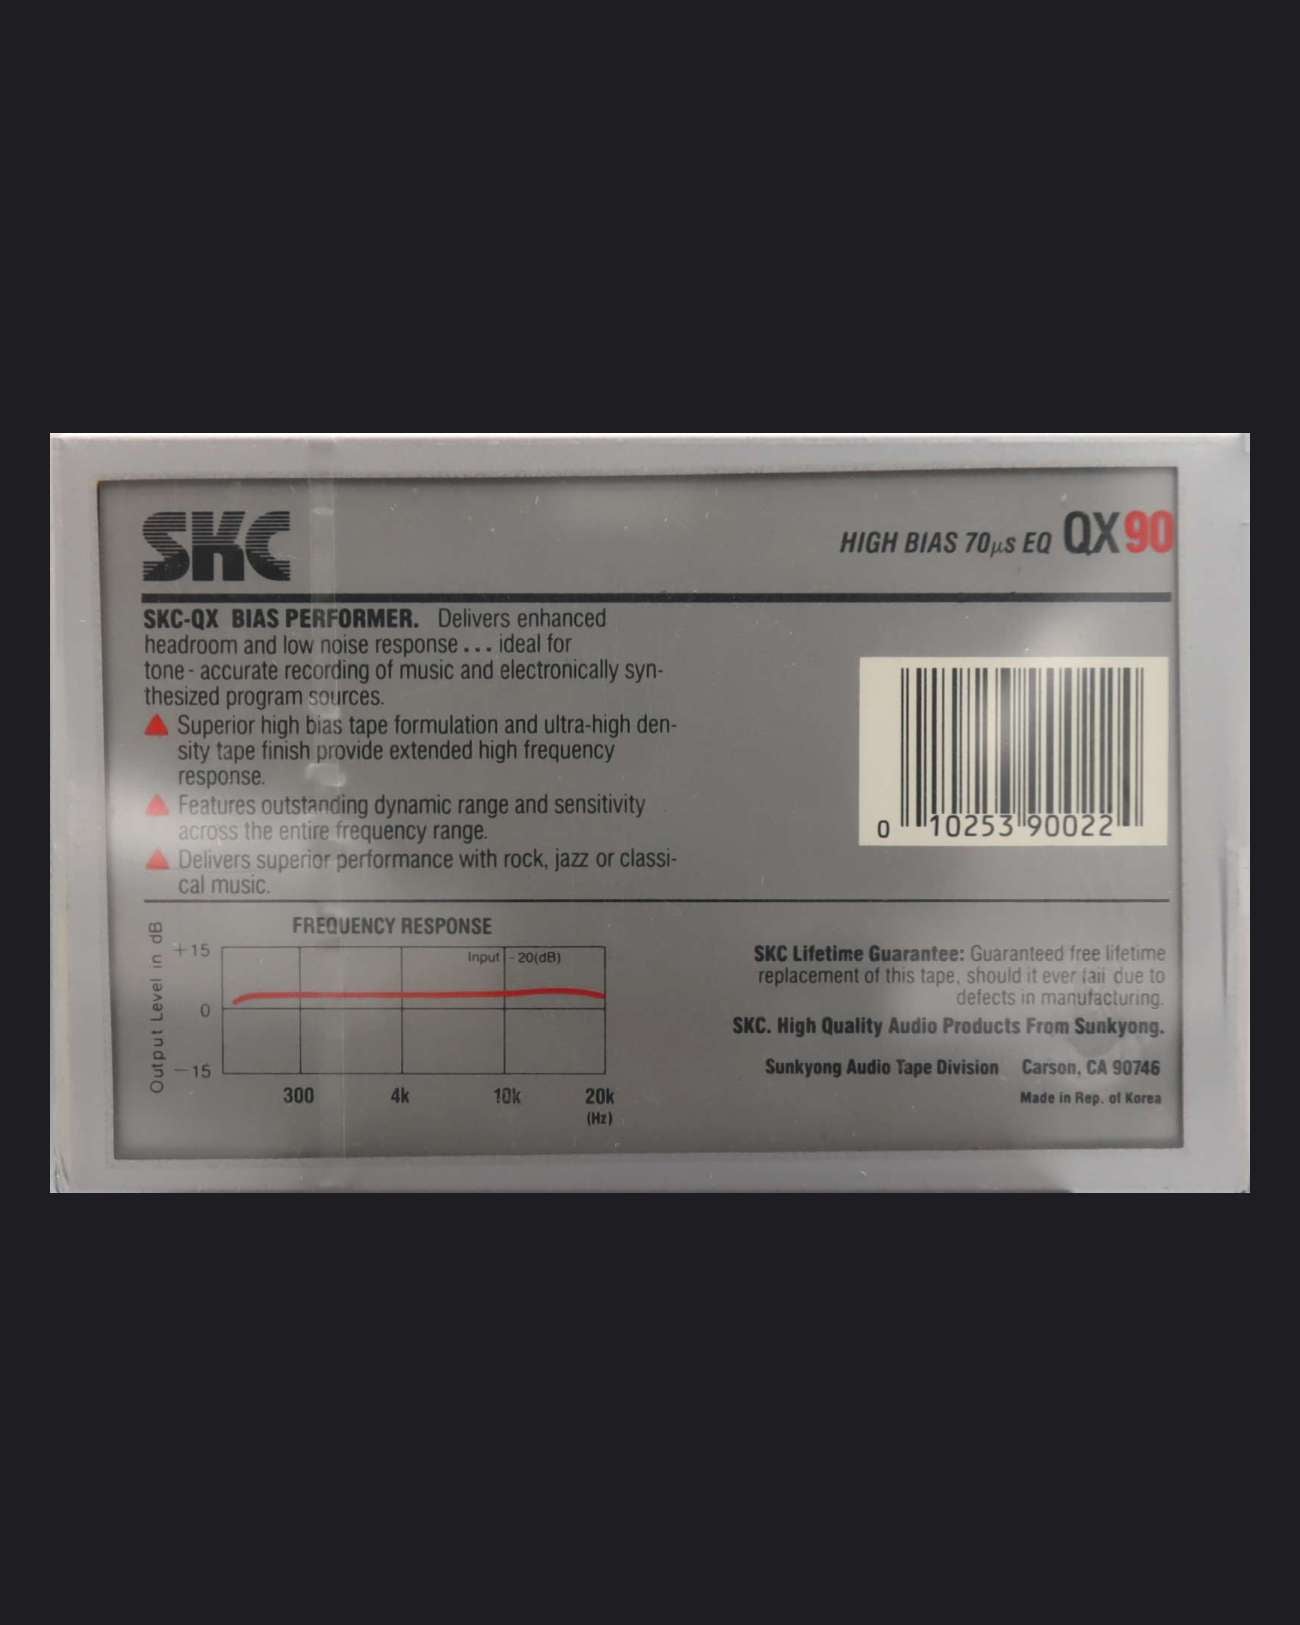 SKC
HIGH BIAS 70µs EQ QX90
SKC-QX BIAS PERFORMER. Delivers enhanced
headroom and low noise response... ideal for
tone-accurate recording of music and electronically syn-
thesized program sources.
Superior high bias tape formulation and ultra-high den-
sity tape finish provide extended high frequency
response.
Features outstanding dynamic range and sensitivity
across the entire frequency range.
Delivers superior performance with rock, jazz or classi-
cal music.
0 10253 90022
FREQUENCY RESPONSE
Output Level in dB
+15
0
-15
Input -20(dB)
300 4k 10k 20k
(Hz)
SKC Lifetime Guarantee: Guaranteed free lifetime
replacement of this tape, should it ever fail due to
defects in manufacturing.
SKC. High Quality Audio Products From Sunkyong.
Sunkyong Audio Tape Division Carson, CA 90746
Made in Rep. of Korea